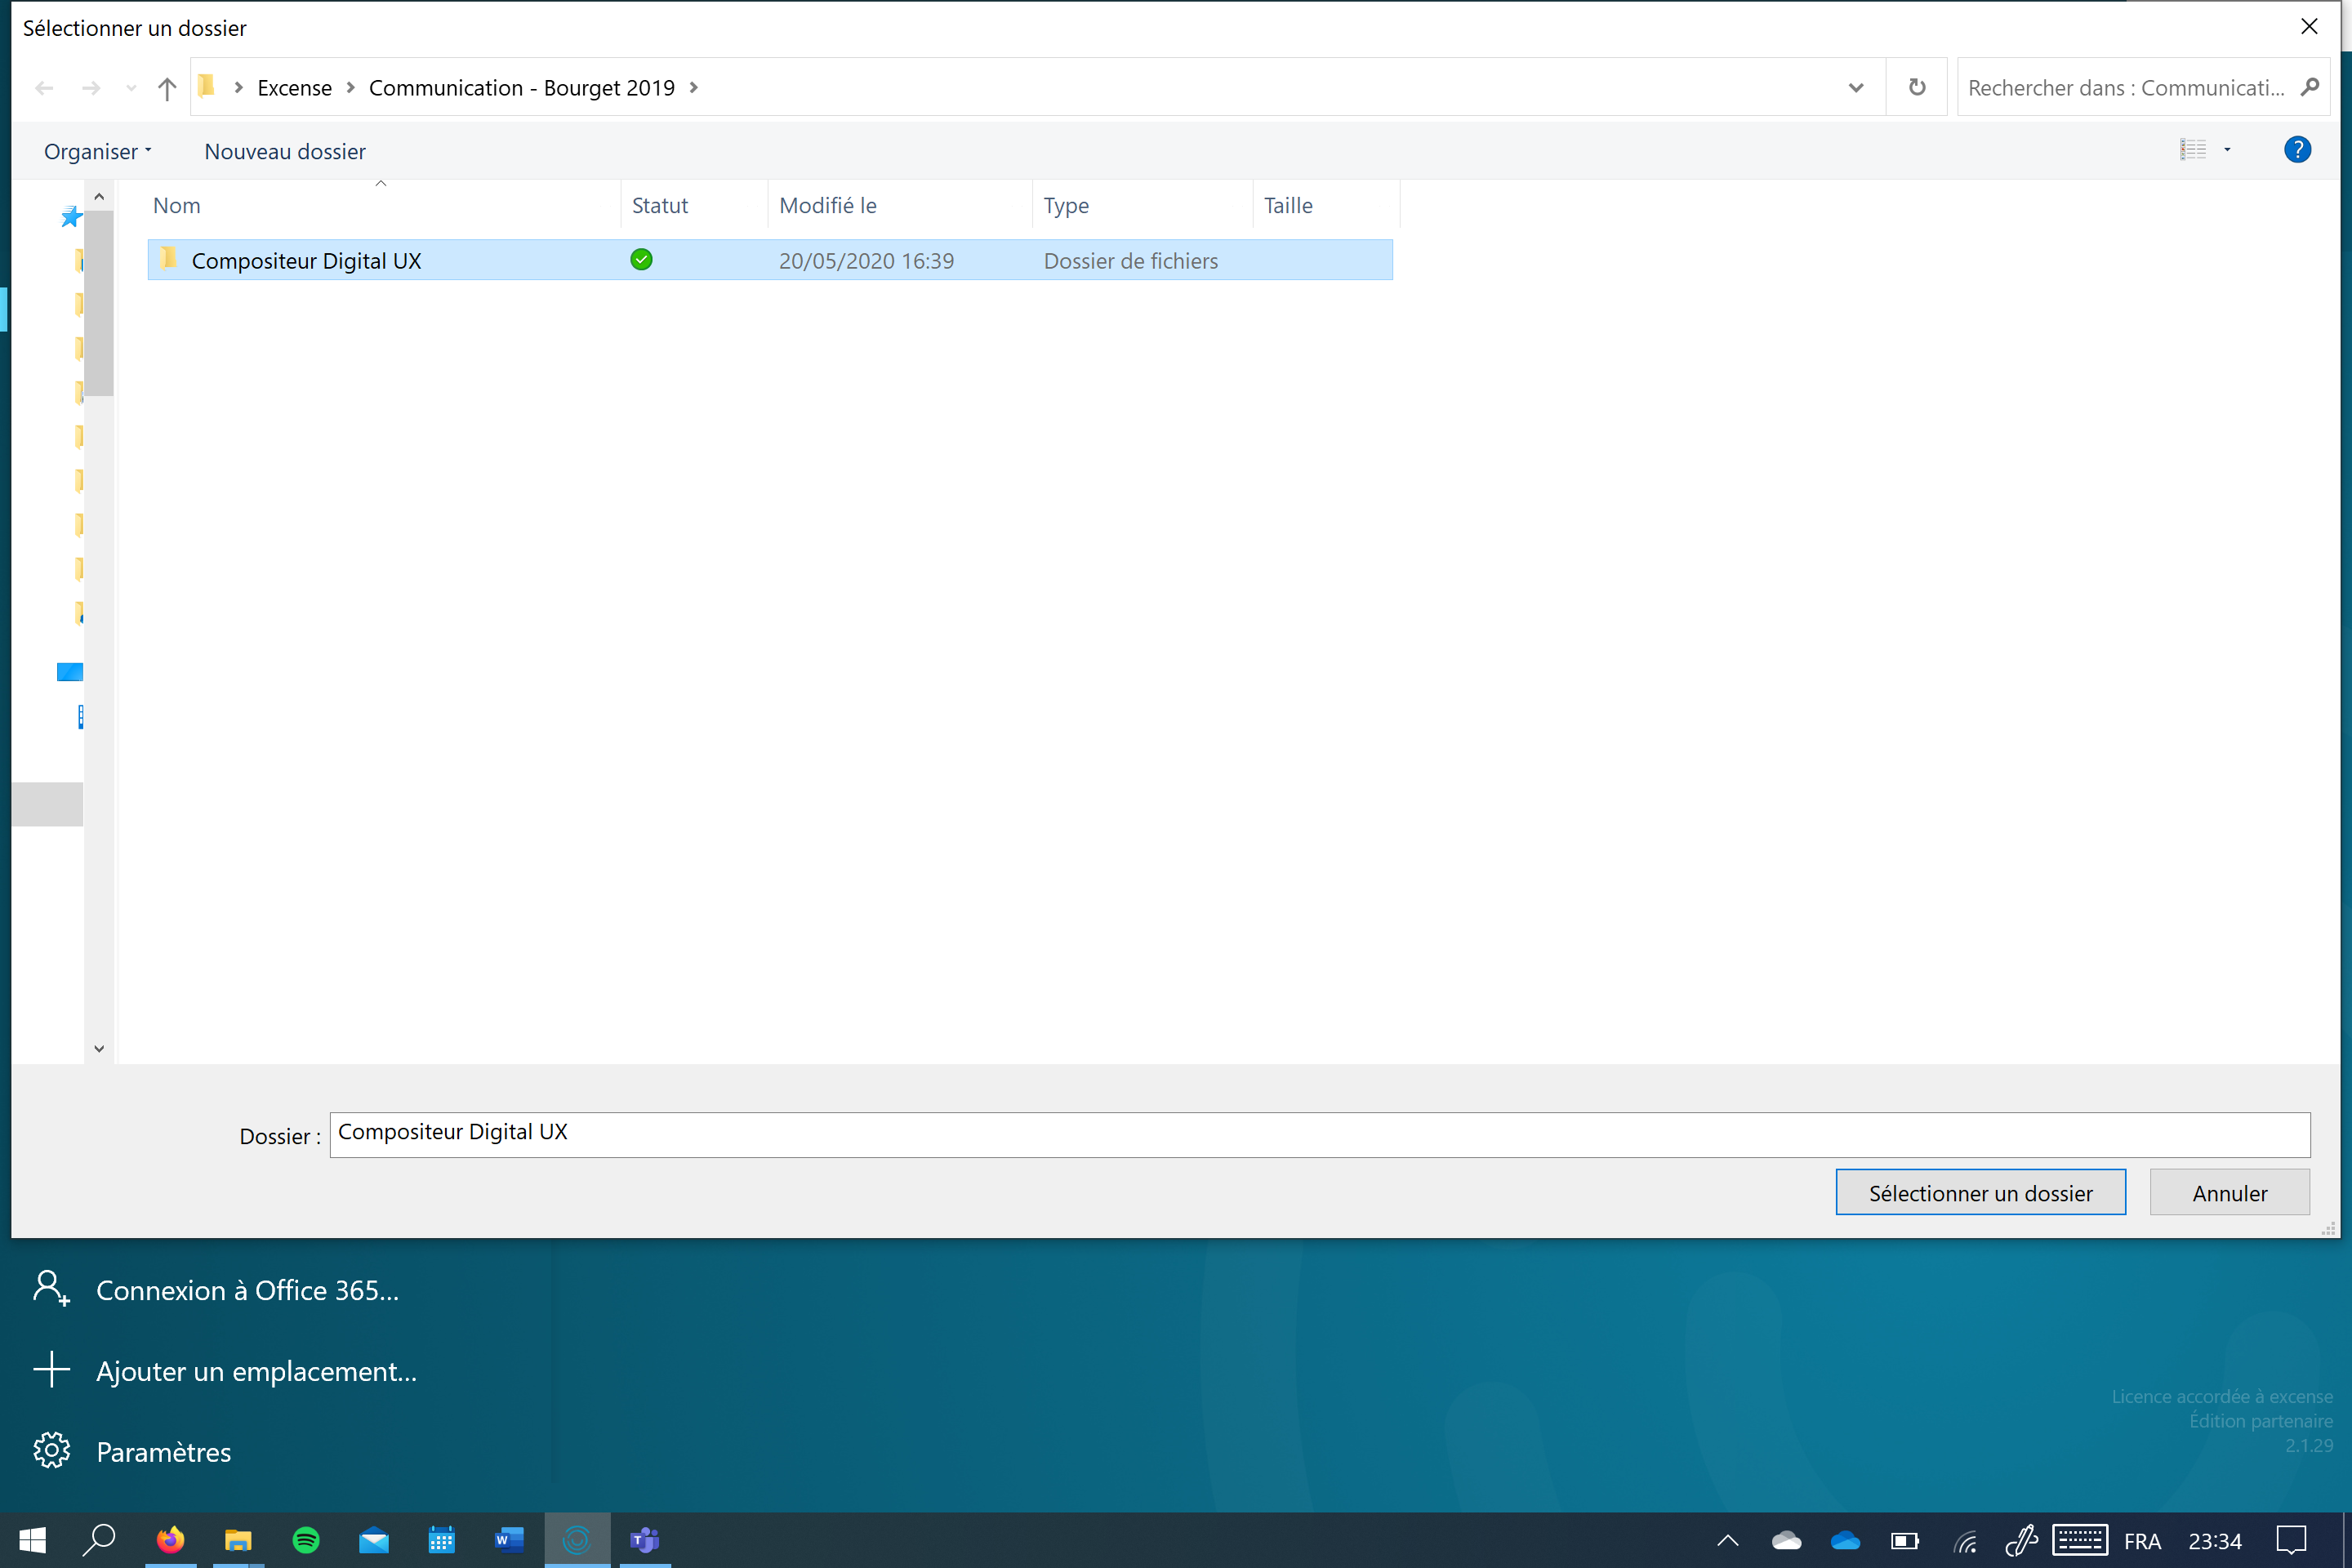 Sélectionner un dossier
Excense
Communication - Bourget 2019
Rechercher dans : Communicati...
Organiser
Nouveau dossier
?
Nom
Statut
Modifié le
Type
Taille
Compositeur Digital UX
20/05/2020 16:39
Dossier de fichiers
Dossier :
Compositeur Digital UX
Sélectionner un dossier
Annuler
Connexion à Office 365...
Ajouter un emplacement...
Paramètres
Licence accordée à excense
Édition partenaire
2.1.29
W
T
FRA
23:34